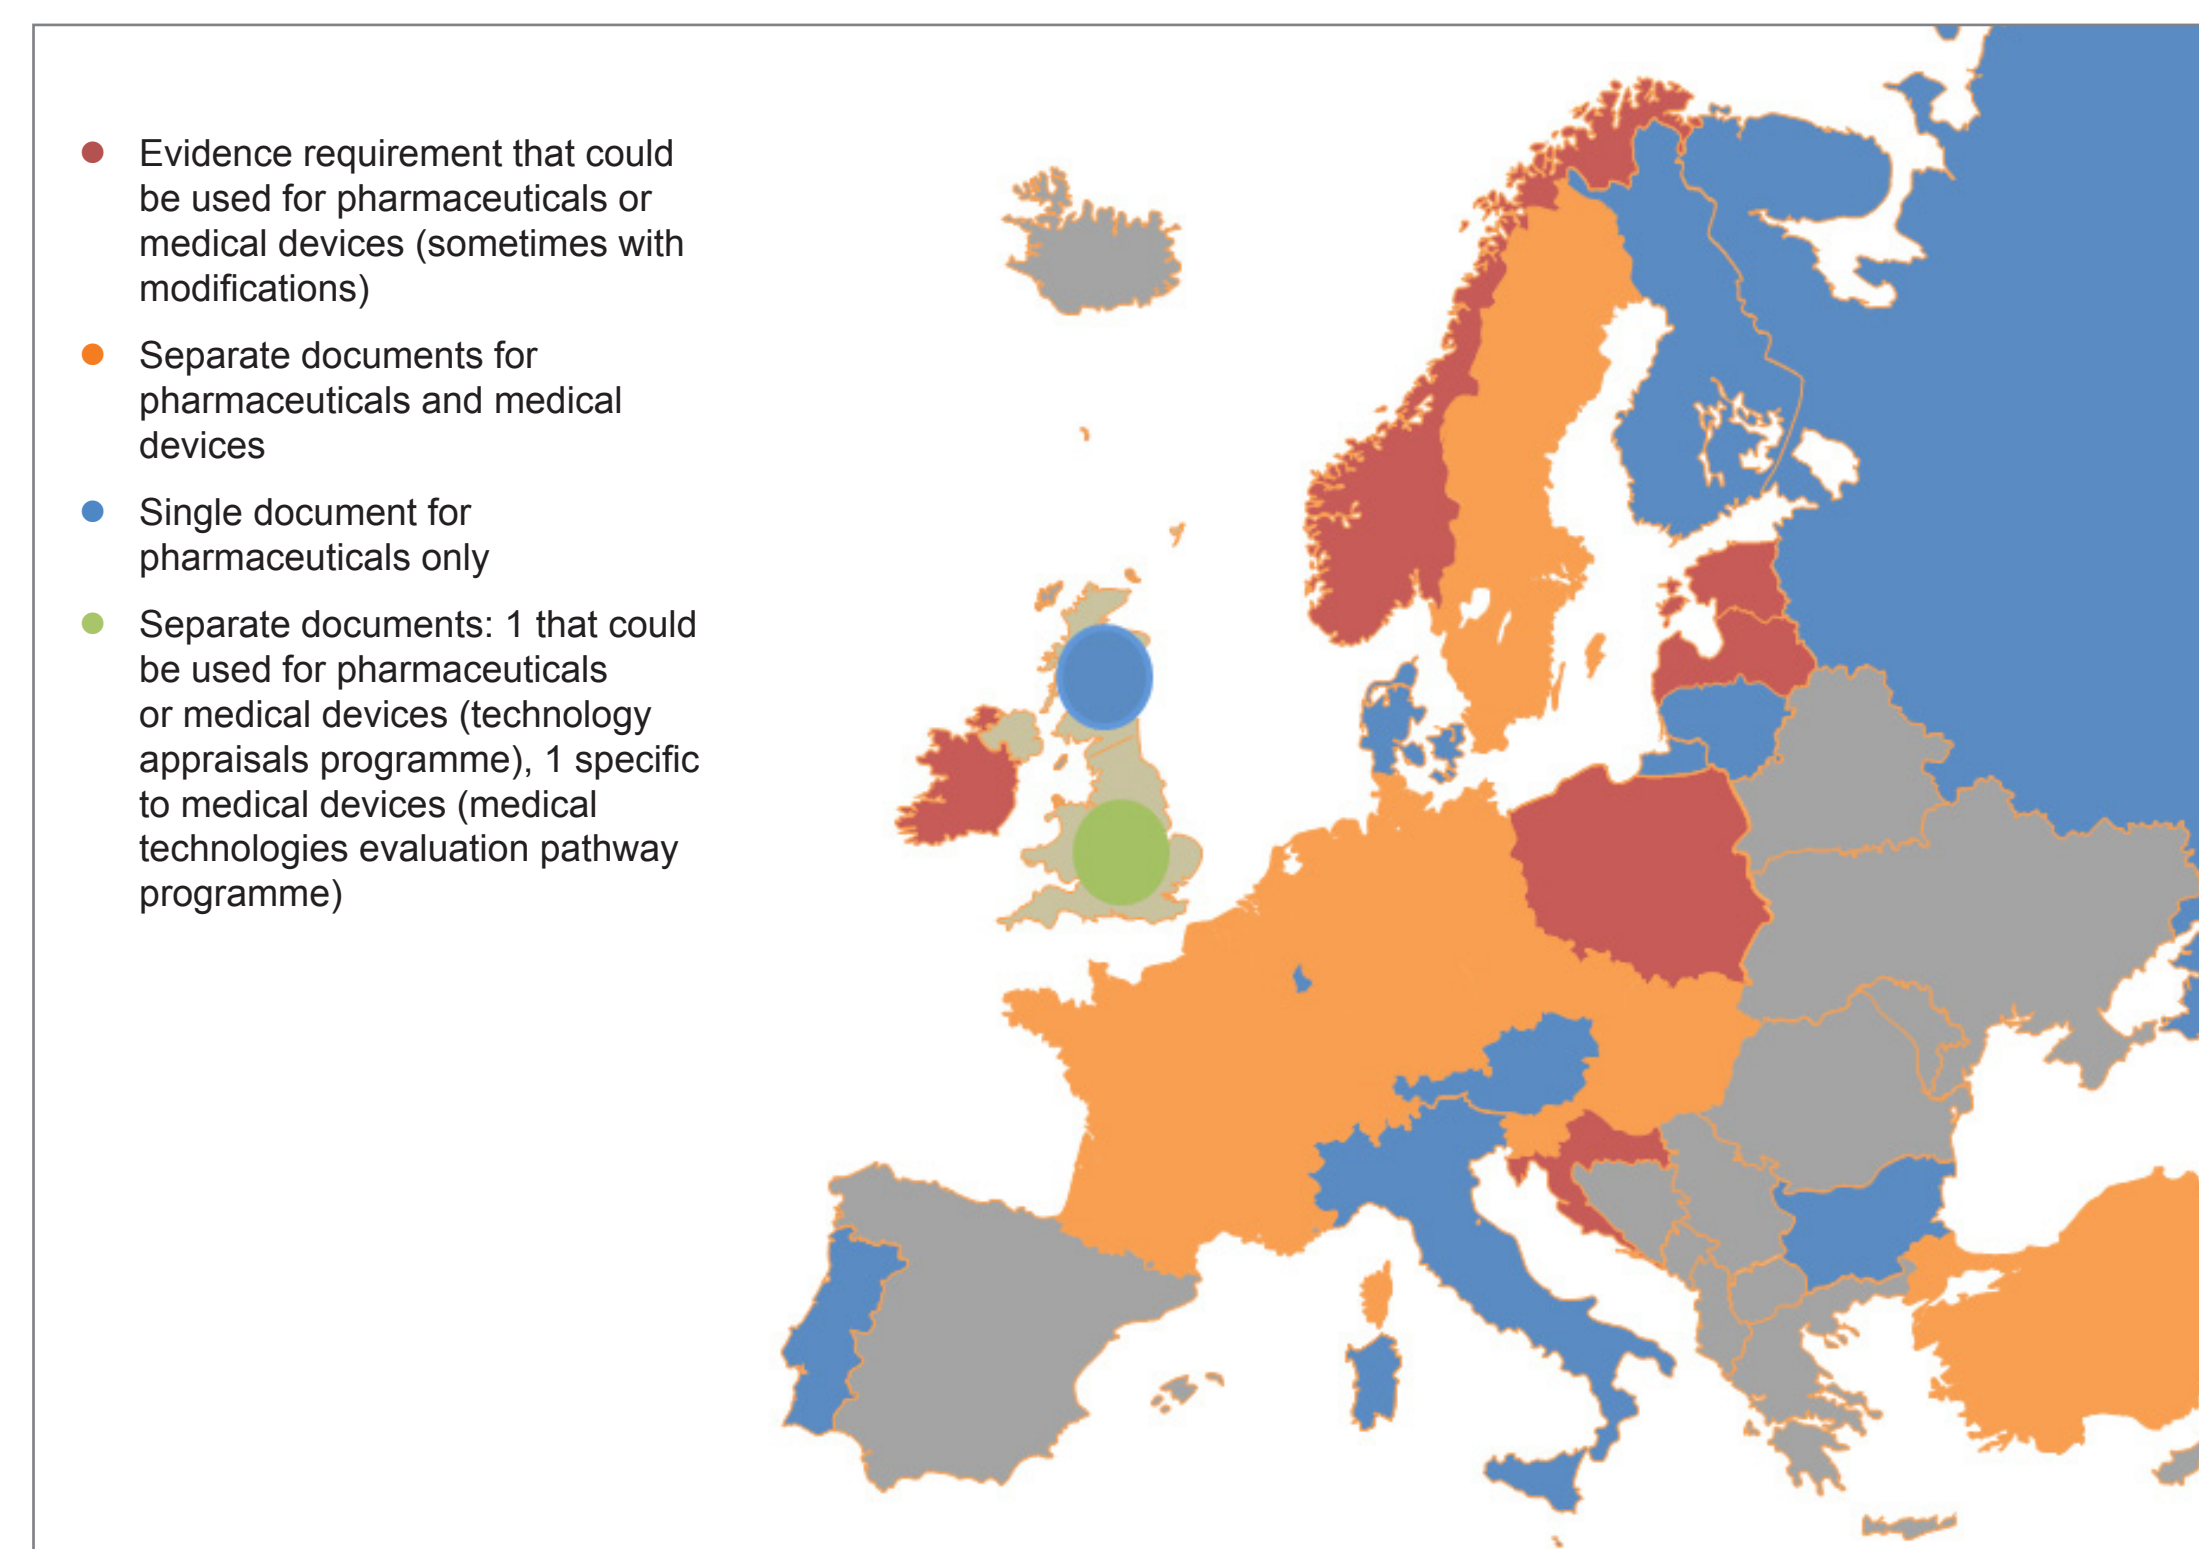 Evidence requirement that could
be used for pharmaceuticals or
medical devices (sometimes with
modifications)
Separate documents for
pharmaceuticals and medical
devices
Single document for
pharmaceuticals only
Separate documents: 1 that could
be used for pharmaceuticals
or medical devices (technology
appraisals programme), 1 specific
to medical devices (medical
technologies evaluation pathway
programme)